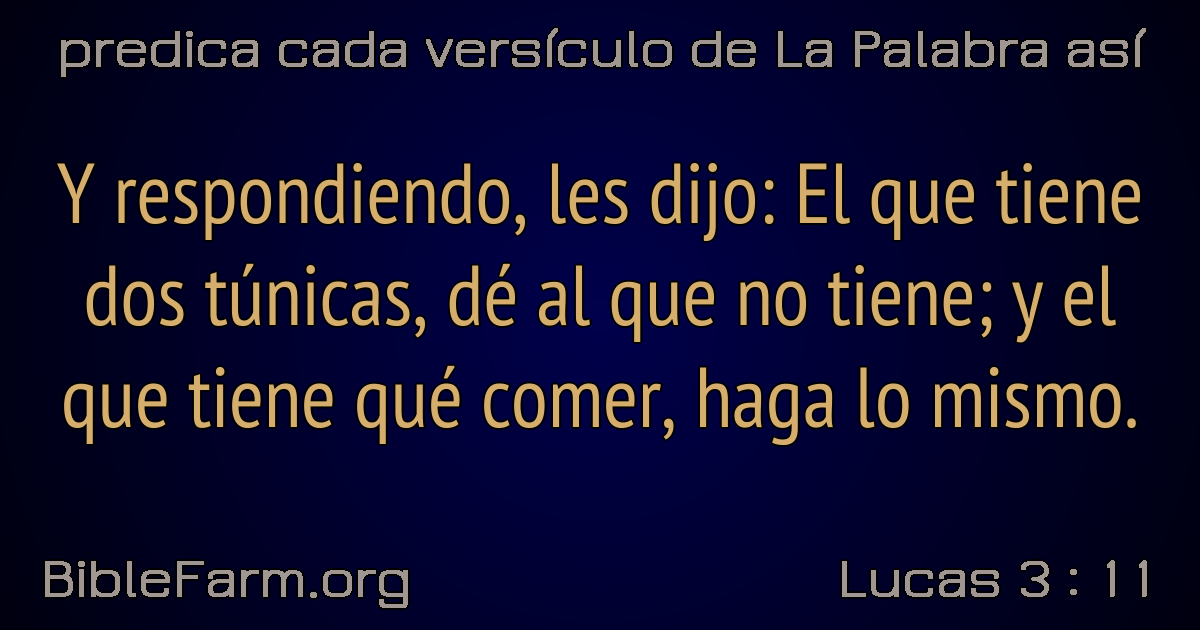 predica cada versículo de La Palabra así
Y respondiendo, les dijo: El que tiene
dos túnicas, dé al que no tiene; y el
que tiene qué comer, haga lo mismo.
BibleFarm.org
Lucas 3 : 11